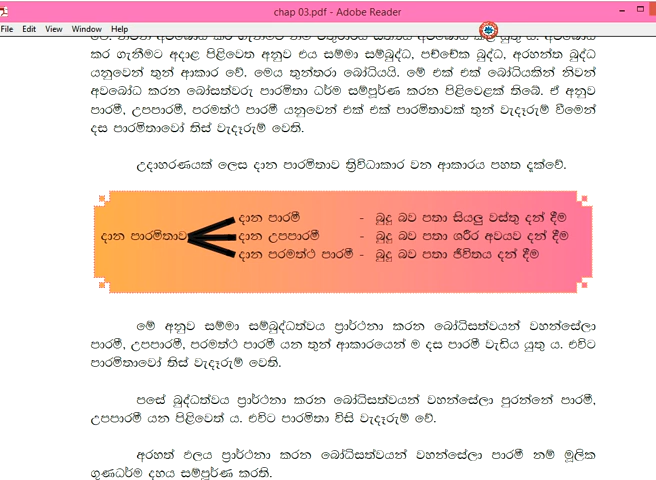 chap 03.pdf - Adobe Reader
File Edit View Window Help
කර ගැනීමට අදාළ පිළිවෙත අනුව එය සම්මා සම්බුද්ධ, පච්චේක බුද්ධ, අරහන්ත බුද්ධ
යනුවෙන් තුන් ආකාර වේ. මෙය තුන්තරා බෝධියයි. මේ එක් එක් බෝධියකින් නිවන්
අවබෝධ කරන බෝසත්වරු පාරමිතා ධර්ම සම්පූර්ණ කරන පිළිවෙළක් තිබේ. ඒ අනුව
පාරමී, උපපාරමී, පරමත්ථ පාරමී යනුවෙන් එක් එක් පාරමිතාවක් තුන් වැදෑරුම් වීමෙන්
දස පාරමිතාවෝ තිස් වැදෑරුම් වෙති.
උදාහරණයක් ලෙස දාන පාරමිතාව ත්‍රිවිධාකාර වන ආකාරය පහත දැක්වේ.
දාන පාරමී - බුදු බව පතා සියලු වස්තු දන් දීම
දාන පාරමිතාව දාන උපපාරමී - බුදු බව පතා ශරීර අවයව දන් දීම
දාන පරමත්ථ පාරමී - බුදු බව පතා ජීවිතය දන් දීම
මේ අනුව සම්මා සම්බුද්ධත්වය ප්‍රාර්ථනා කරන බෝධිසත්වයන් වහන්සේලා
පාරමී, උපපාරමී, පරමත්ථ පාරමී යන තුන් ආකාරයෙන් ම දස පාරමී වැඩිය යුතු ය. එවිට
පාරමිතාවෝ තිස් වැදෑරුම් වෙති.
පසේ බුද්ධත්වය ප්‍රාර්ථනා කරන බෝධිසත්වයන් වහන්සේලා පුරන්නේ පාරමී,
උපපාරමී යන පිළිවෙත් ය. එවිට පාරමිතා විසි වැදෑරුම් වේ.
අරහත් ඵලය ප්‍රාර්ථනා කරන බෝධිසත්වයන් වහන්සේලා පාරමී නම් මූලික
ගුණධර්ම දහය සම්පූර්ණ කරති.